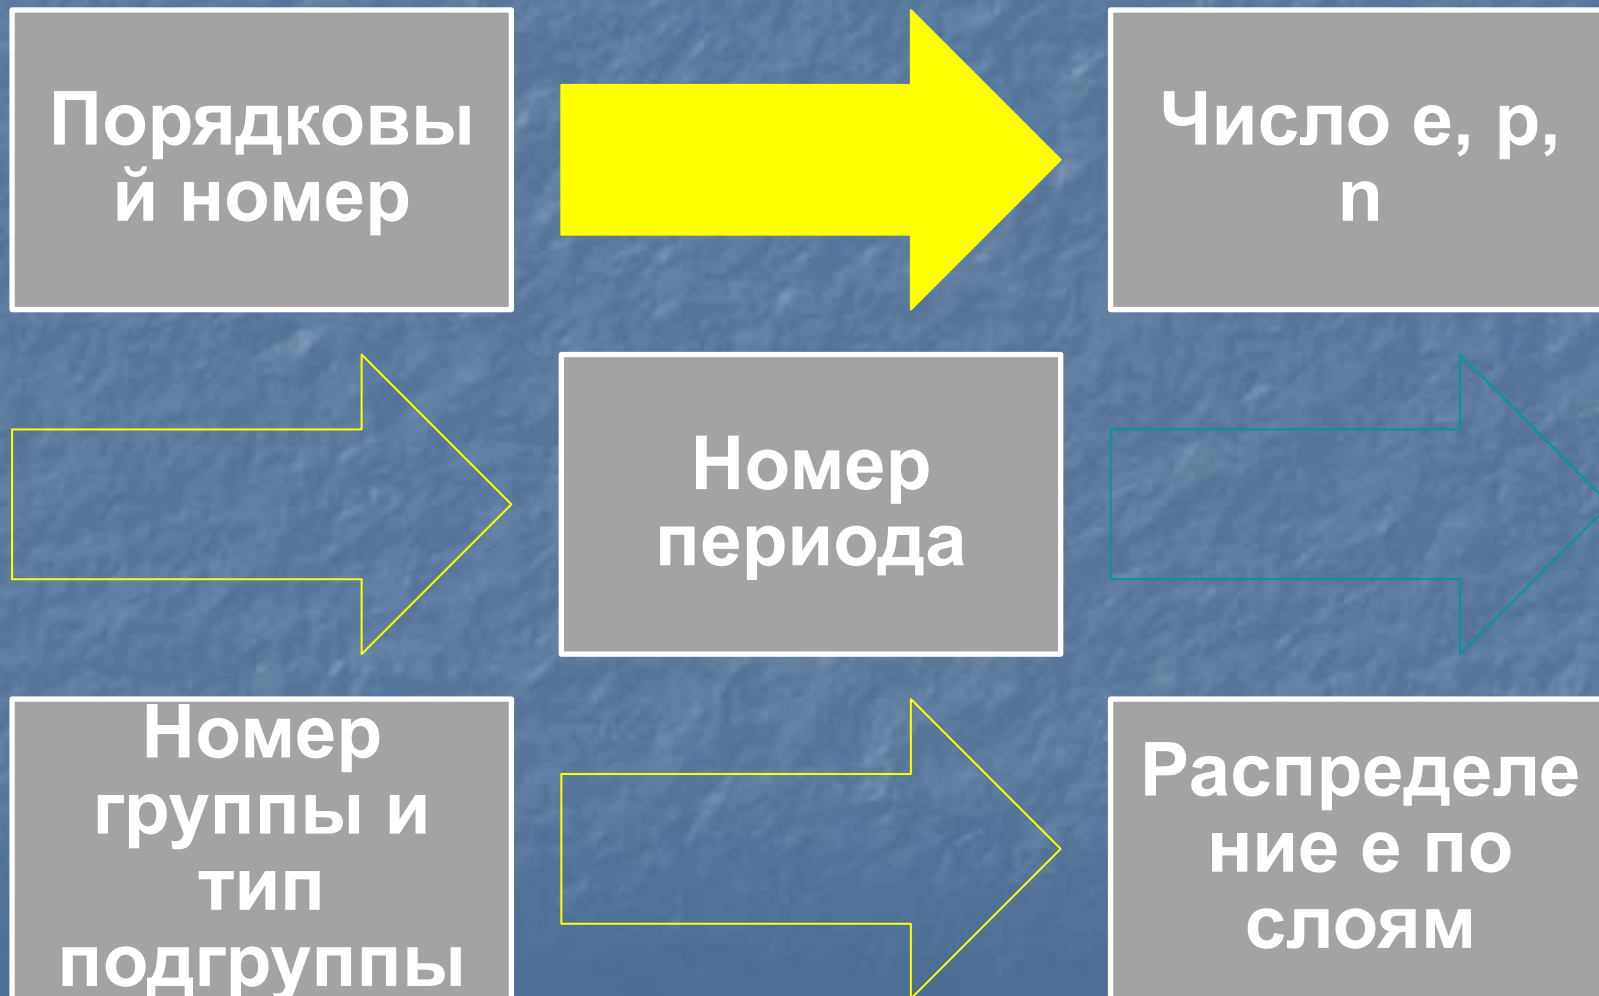 Порядковы
й номер
Число e, p,
n
Номер
периода
Номер
группы и
тип
подгруппы
Распределе
ние е по
слоям